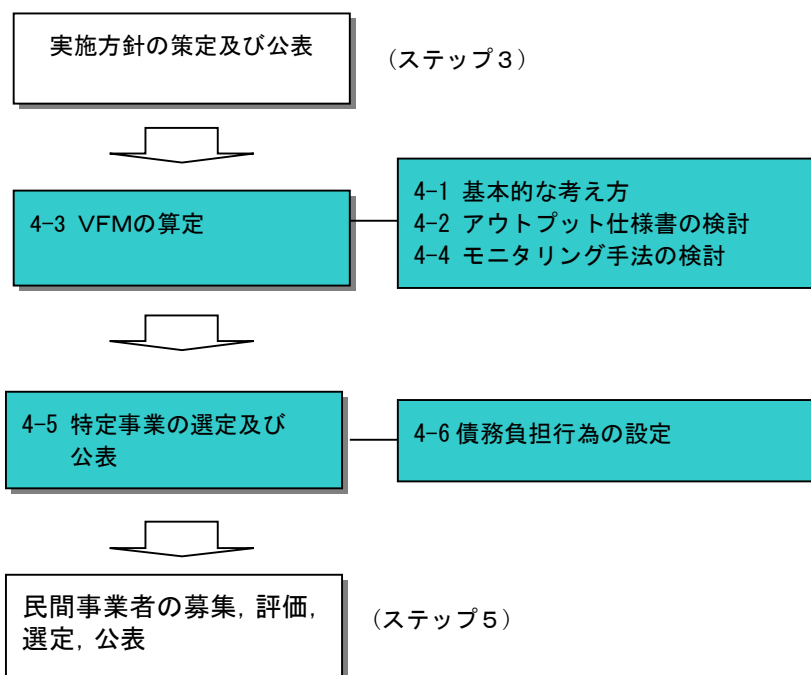 実施方針の策定及び公表
（ステップ３）
4-3 VFMの算定
4-1 基本的な考え方
4-2 アウトプット仕様書の検討
4-4 モニタリング手法の検討
4-5 特定事業の選定及び
公表
4-6 債務負担行為の設定
民間事業者の募集，評価，
選定，公表
（ステップ５）